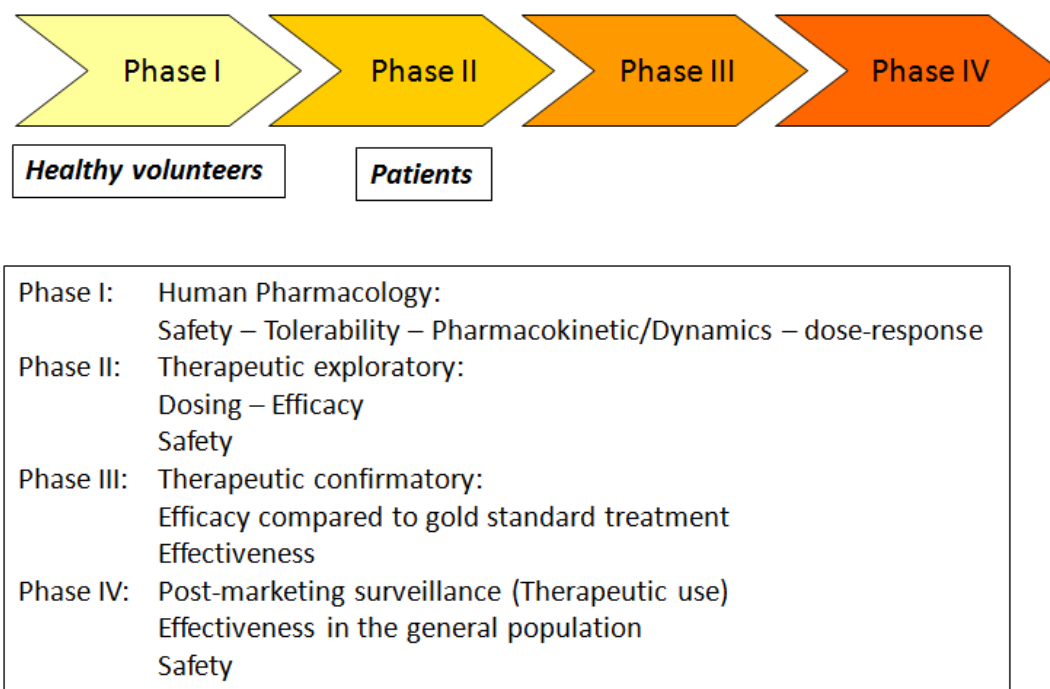 Phase I
Phase II
Phase III
Phase IV
Healthy volunteers
Patients
Phase I: Human Pharmacology:
Safety – Tolerability – Pharmacokinetic/Dynamics – dose-response
Phase II: Therapeutic exploratory:
Dosing – Efficacy
Safety
Phase III: Therapeutic confirmatory:
Efficacy compared to gold standard treatment
Effectiveness
Phase IV: Post-marketing surveillance (Therapeutic use)
Effectiveness in the general population
Safety